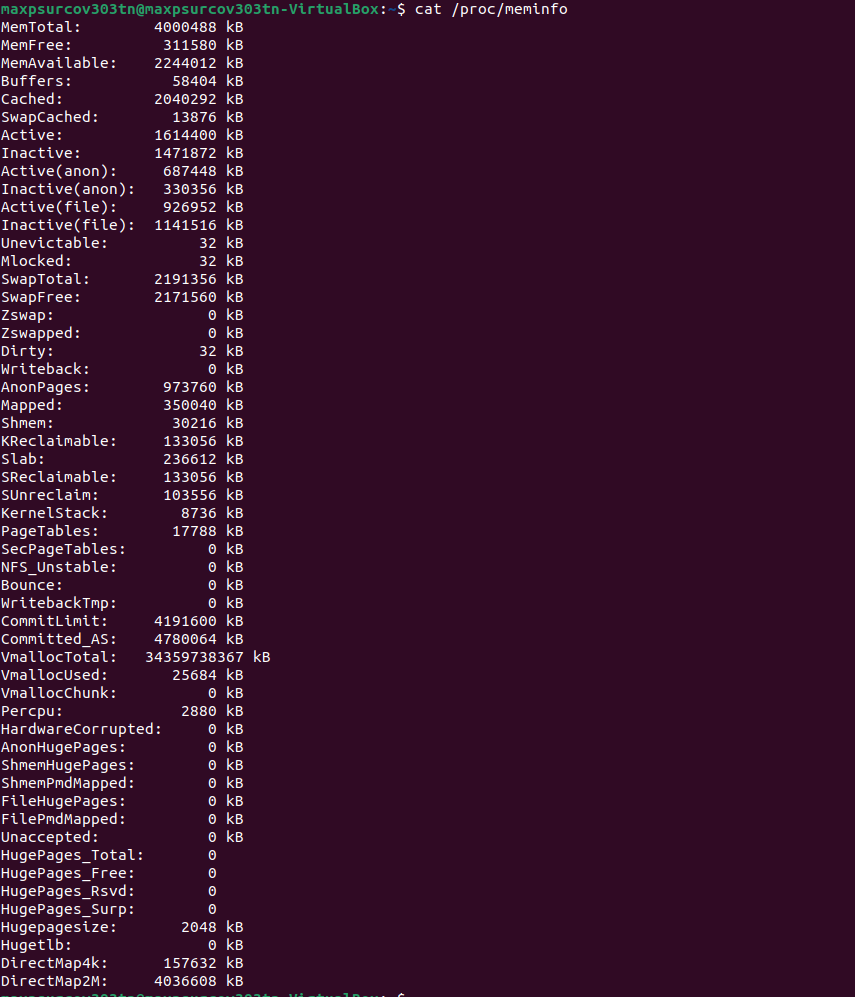 maxpsurcov303tn@maxpsurcov303tn-VirtualBox:~$ cat /proc/meminfo
MemTotal:        4000488 kB
MemFree:          311580 kB
MemAvailable:    2244012 kB
Buffers:           58404 kB
Cached:          2040292 kB
SwapCached:        13876 kB
Active:          1614400 kB
Inactive:        1471872 kB
Active(anon):     687448 kB
Inactive(anon):   330356 kB
Active(file):     926952 kB
Inactive(file):  1141516 kB
Unevictable:          32 kB
Mlocked:              32 kB
SwapTotal:       2191356 kB
SwapFree:        2171560 kB
Zswap:                 0 kB
Zswapped:              0 kB
Dirty:                32 kB
Writeback:             0 kB
AnonPages:        973760 kB
Mapped:           350040 kB
Shmem:             30216 kB
KReclaimable:     133056 kB
Slab:             236612 kB
SReclaimable:     133056 kB
SUnreclaim:       103556 kB
KernelStack:        8736 kB
PageTables:        17788 kB
SecPageTables:         0 kB
NFS_Unstable:          0 kB
Bounce:                0 kB
WritebackTmp:          0 kB
CommitLimit:     4191600 kB
Committed_AS:    4780064 kB
VmallocTotal:   34359738367 kB
VmallocUsed:       25684 kB
VmallocChunk:          0 kB
Percpu:             2880 kB
HardwareCorrupted:     0 kB
AnonHugePages:         0 kB
ShmemHugePages:        0 kB
ShmemPmdMapped:        0 kB
FileHugePages:         0 kB
FilePmdMapped:         0 kB
Unaccepted:            0 kB
HugePages_Total:       0
HugePages_Free:        0
HugePages_Rsvd:        0
HugePages_Surp:        0
Hugepagesize:       2048 kB
Hugetlb:               0 kB
DirectMap4k:      157632 kB
DirectMap2M:     4036608 kB